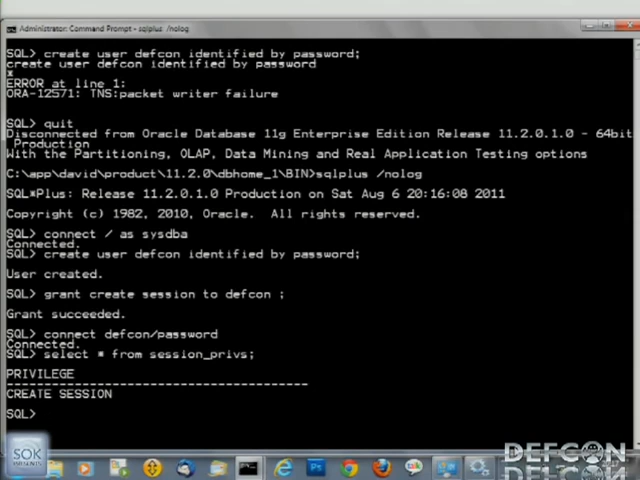 Administrator: Command Prompt - sqlplus /nolog
SQL> create user defcon identified by password;
create user defcon identified by password
*
ERROR at line 1:
ORA-12571: TNS:packet writer failure
SQL> quit
Disconnected from Oracle Database 11g Enterprise Edition Release 11.2.0.1.0 - 64bit
Production
With the Partitioning, OLAP, Data Mining and Real Application Testing options
C:\app\david\product\11.2.0\dbhome_1\BIN>sqlplus /nolog
SQL*Plus: Release 11.2.0.1.0 Production on Sat Aug 6 20:16:08 2011
Copyright (c) 1982, 2010, Oracle.  All rights reserved.
SQL> connect / as sysdba
Connected.
SQL> create user defcon identified by password;
User created.
SQL> grant create session to defcon ;
Grant succeeded.
SQL> connect defcon/password
Connected.
SQL> select * from session_privs;
PRIVILEGE
----------------------------------------
CREATE SESSION
SQL>
SOK
PRESENTS
Ps
talk
DEFCON